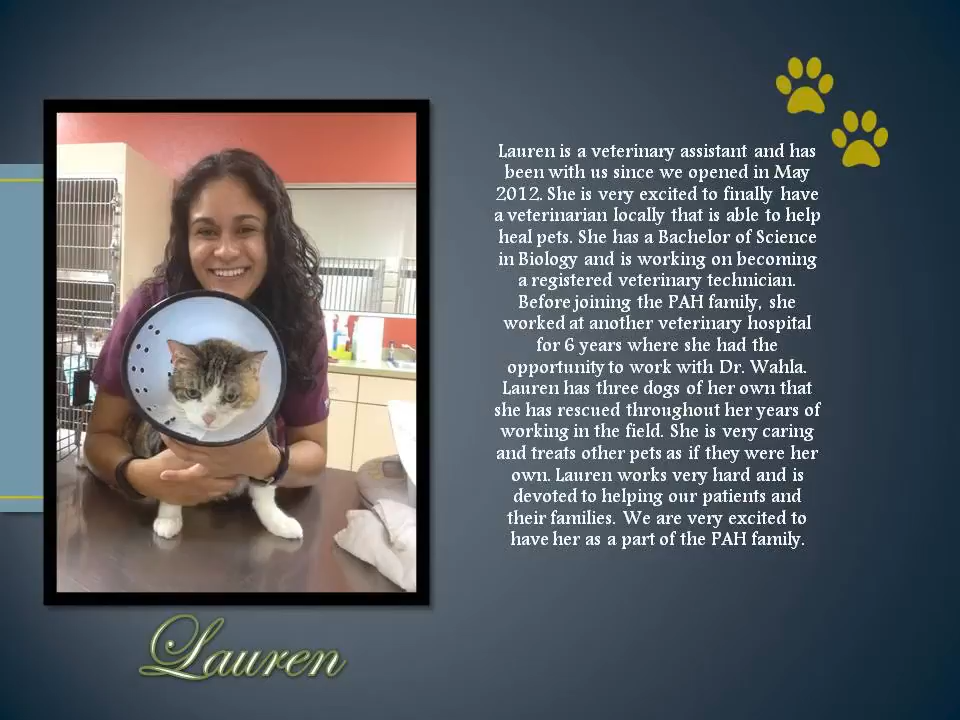 Lauren is a veterinary assistant and has
been with us since we opened in May
2012. She is very excited to finally have
a veterinarian locally that is able to help
heal pets. She has a Bachelor of Science
in Biology and is working on becoming
a registered veterinary technician.
Before joining the PAH family, she
worked at another veterinary hospital
for 6 years where she had the
opportunity to work with Dr. Wahla.
Lauren has three dogs of her own that
she has rescued throughout her years of
working in the field. She is very caring
and treats other pets as if they were her
own. Lauren works very hard and is
devoted to helping our patients and
their families. We are very excited to
have her as a part of the PAH family.
Lauren